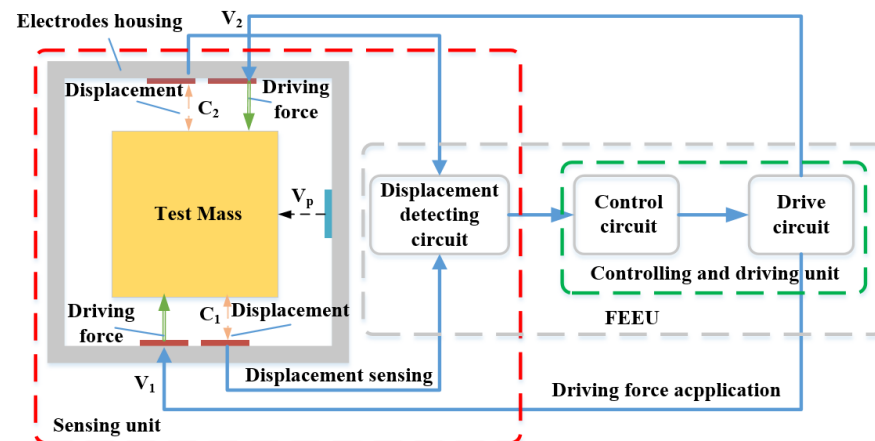 Electrodes housing
V2
Displacement
C2
Driving
force
Test Mass
Vp
Displacement
detecting
circuit
Control
circuit
Drive
circuit
Controlling and driving unit
FEEU
Driving
force
C1
Displacement
V1
Displacement sensing
Driving force acpplication
Sensing unit